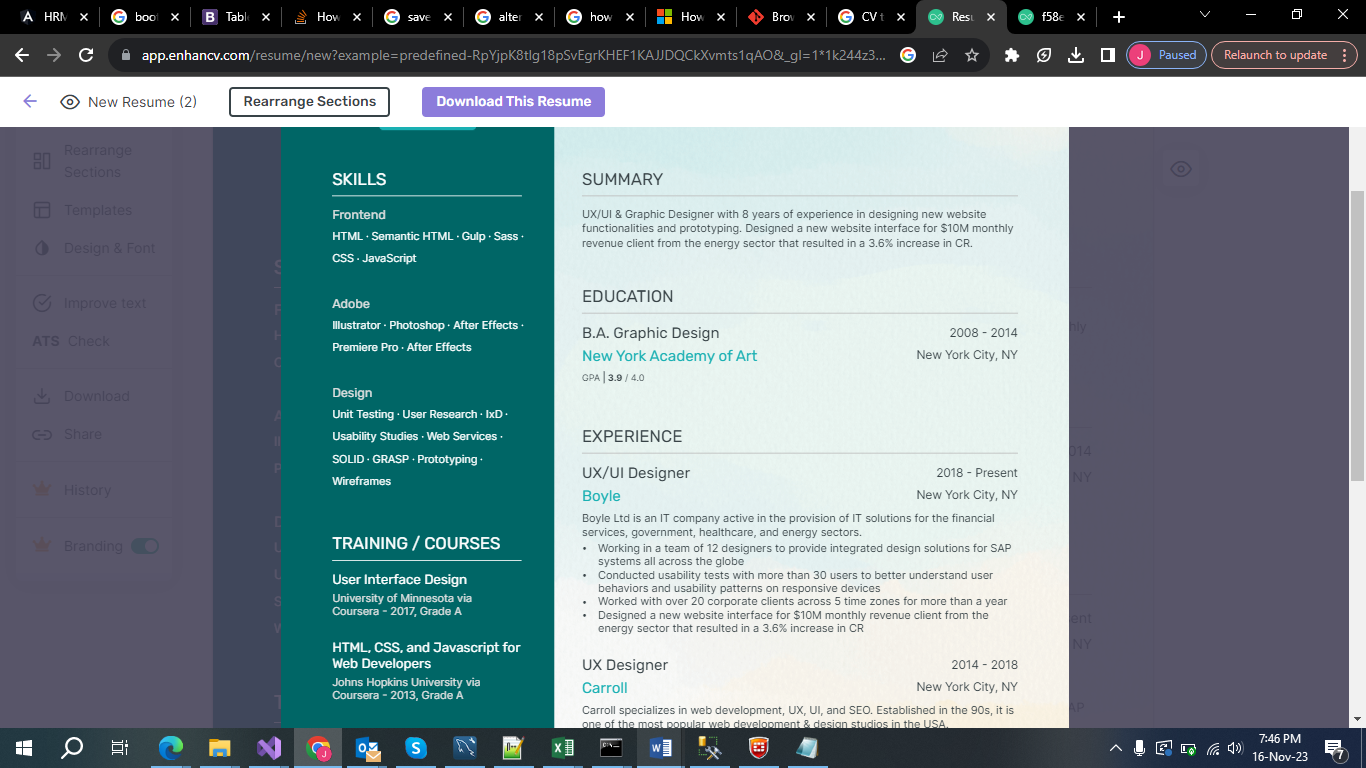 HRM
boot
Table
How
save
alter
how
How
Brow
CV t
Resu
f58e
app.enhancv.com/resume/new?example=predefined-RpYjpK8tIg18pSvEgrKHEF1KAJJDQCkXvmts1qAO&_gl=1*1k244z3...
J Paused
Relaunch to update
New Resume (2)
Rearrange Sections
Download This Resume
Rearrange
Sections
Templates
Design & Font
Improve text
ATS Check
Download
Share
History
Branding
SKILLS
Frontend
HTML · Semantic HTML · Gulp · Sass ·
CSS · JavaScript
Adobe
Illustrator · Photoshop · After Effects ·
Premiere Pro · After Effects
Design
Unit Testing · User Research · IxD ·
Usability Studies · Web Services ·
SOLID · GRASP · Prototyping ·
Wireframes
TRAINING / COURSES
User Interface Design
University of Minnesota via
Coursera - 2017, Grade A
HTML, CSS, and Javascript for
Web Developers
Johns Hopkins University via
Coursera - 2013, Grade A
SUMMARY
UX/UI & Graphic Designer with 8 years of experience in designing new website
functionalities and prototyping. Designed a new website interface for $10M monthly
revenue client from the energy sector that resulted in a 3.6% increase in CR.
EDUCATION
B.A. Graphic Design 2008 - 2014
New York Academy of Art New York City, NY
GPA | 3.9 / 4.0
EXPERIENCE
UX/UI Designer 2018 - Present
Boyle New York City, NY
Boyle Ltd is an IT company active in the provision of IT solutions for the financial
services, government, healthcare, and energy sectors.
• Working in a team of 12 designers to provide integrated design solutions for SAP
systems all across the globe
• Conducted usability tests with more than 30 users to better understand user
behaviors and usability patterns on responsive devices
• Worked with over 20 corporate clients across 5 time zones for more than a year
• Designed a new website interface for $10M monthly revenue client from the
energy sector that resulted in a 3.6% increase in CR
UX Designer 2014 - 2018
Carroll New York City, NY
Carroll specializes in web development, UX, UI, and SEO. Established in the 90s, it is
one of the most popular web development & design studios in the USA.
7:46 PM
16-Nov-23
7